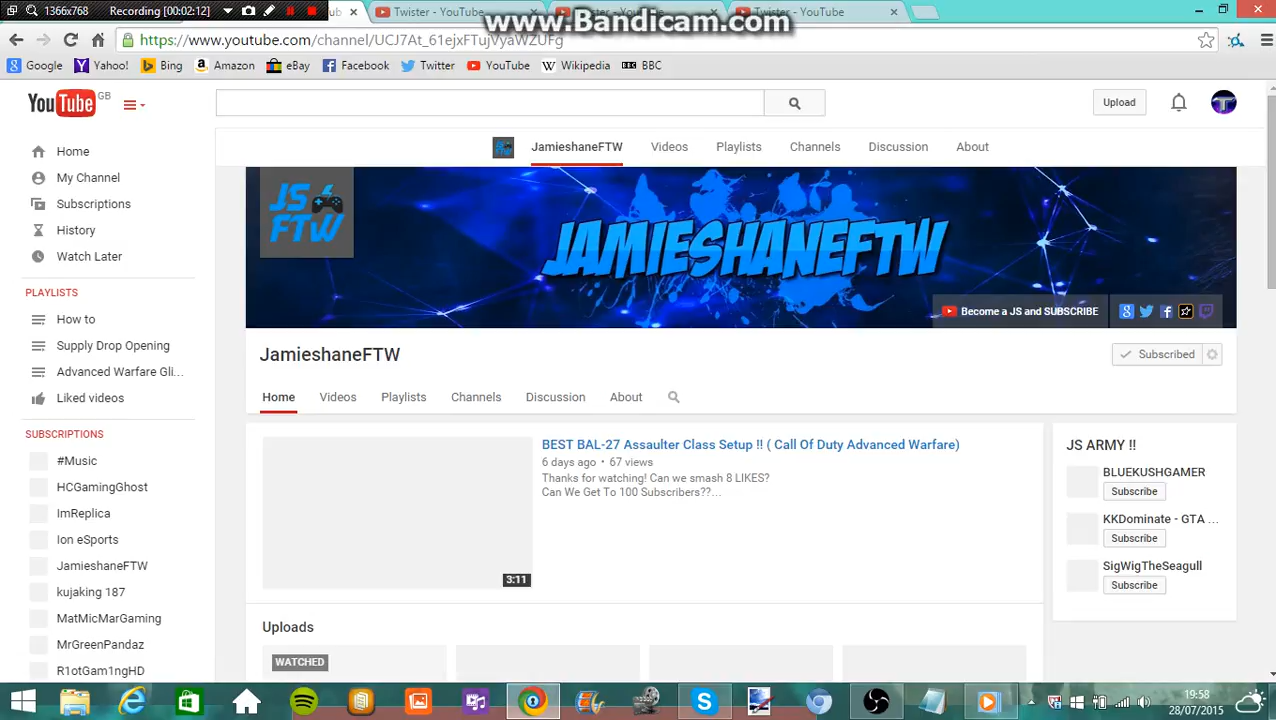 1366x768 Recording [00:02:12]
www.Bandicam.com
Twister - YouTube
Twister - YouTube
https://www.youtube.com/channel/UCJ7At_61ejxFTujVyaWZUFg
Google Yahoo! Bing Amazon eBay Facebook Twitter YouTube Wikipedia BBC BBC
YouTube GB
Upload
JamieshaneFTW Videos Playlists Channels Discussion About
Home
My Channel
Subscriptions
History
Watch Later
PLAYLISTS
How to
Supply Drop Opening
Advanced Warfare Gli...
Liked videos
SUBSCRIPTIONS
#Music
HCGamingGhost
ImReplica
Ion eSports
JamieshaneFTW
kujaking 187
MatMicMarGaming
MrGreenPandaz
R1otGam1ngHD
JS
FTW
JAMIESHANEFTW
Become a JS and SUBSCRIBE
JamieshaneFTW
Subscribed
Home Videos Playlists Channels Discussion About
BEST BAL-27 Assaulter Class Setup !! ( Call Of Duty Advanced Warfare)
6 days ago • 67 views
Thanks for watching! Can we smash 8 LIKES?
Can We Get To 100 Subscribers??...
3:11
Uploads
WATCHED
JS ARMY !!
BLUEKUSHGAMER
Subscribe
KKDominate - GTA ...
Subscribe
SigWigTheSeagull
Subscribe
19:58
28/07/2015